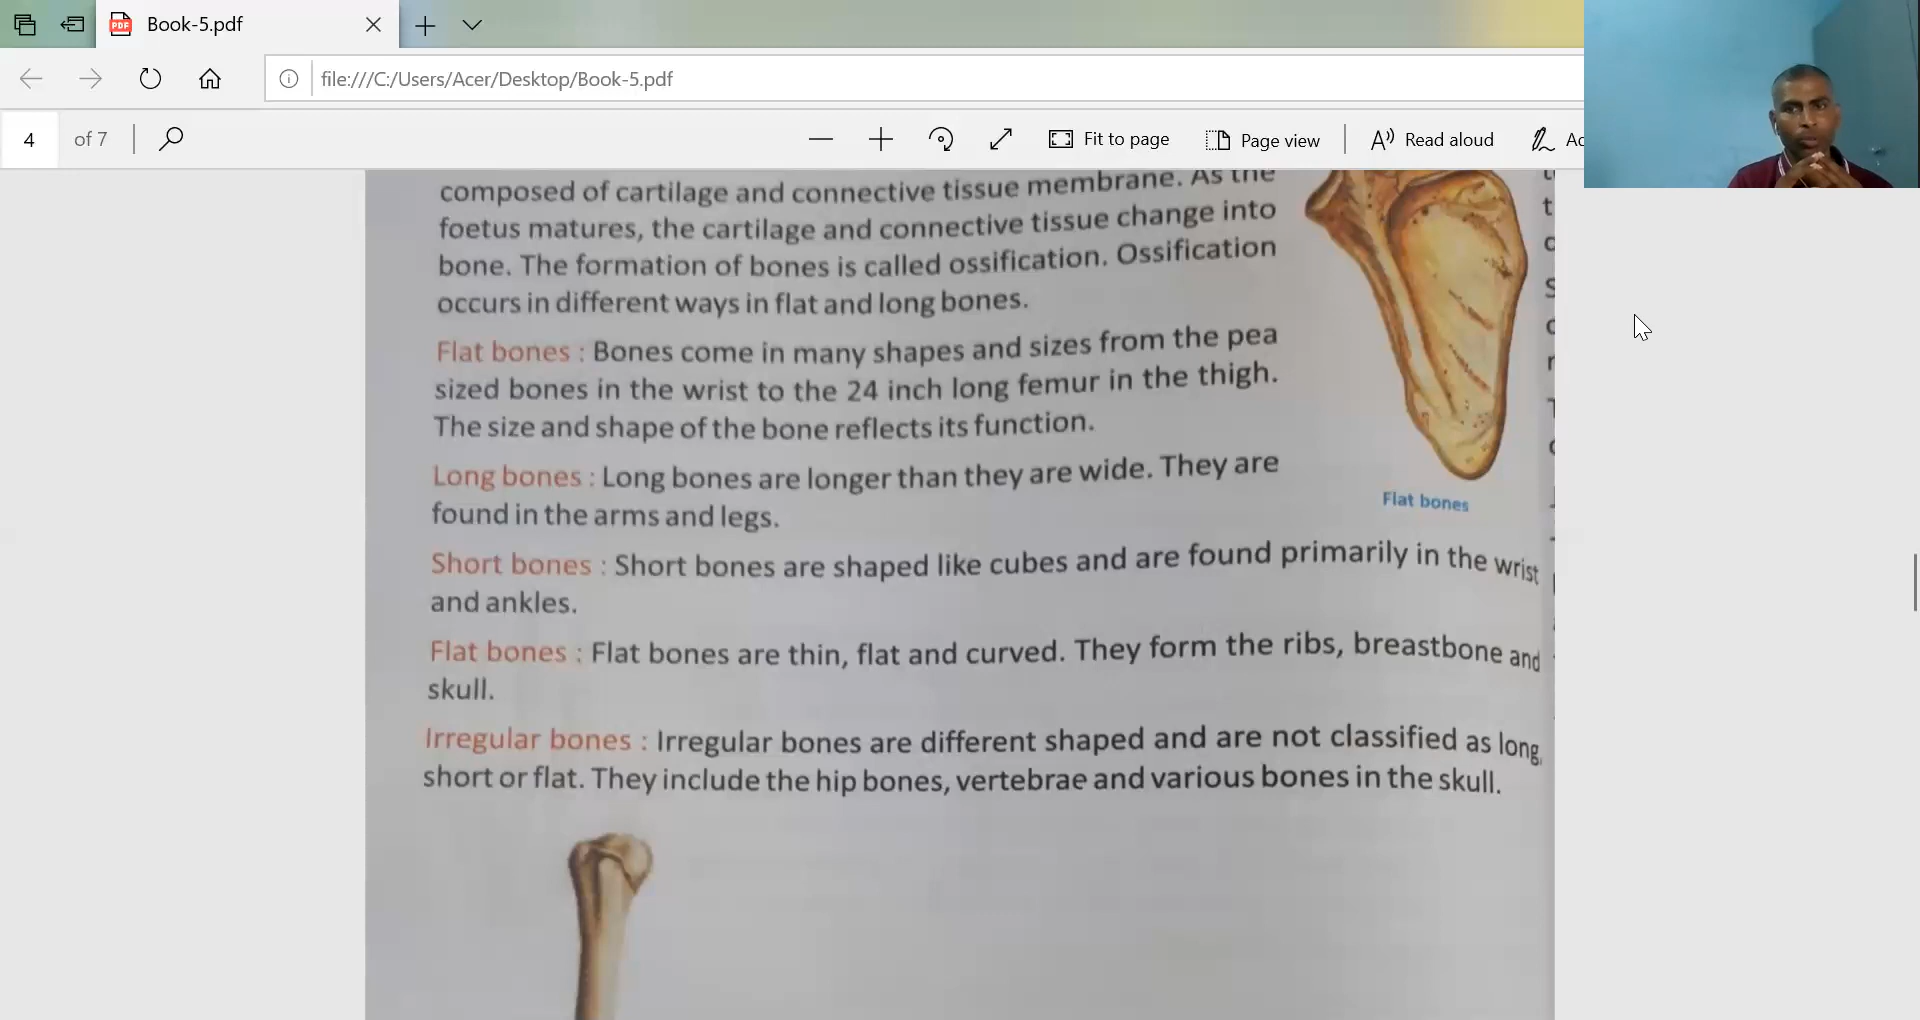 Book-5.pdf
file:///C:/Users/Acer/Desktop/Book-5.pdf
4 of 7
Fit to page
Page view
Read aloud
composed of cartilage and connective tissue membrane. As the
foetus matures, the cartilage and connective tissue change into
bone. The formation of bones is called ossification. Ossification
occurs in different ways in flat and long bones.
Flat bones : Bones come in many shapes and sizes from the pea
sized bones in the wrist to the 24 inch long femur in the thigh.
The size and shape of the bone reflects its function.
Long bones : Long bones are longer than they are wide. They are
found in the arms and legs.
Flat bones
Short bones : Short bones are shaped like cubes and are found primarily in the wrist
and ankles.
Flat bones : Flat bones are thin, flat and curved. They form the ribs, breastbone and
skull.
Irregular bones : Irregular bones are different shaped and are not classified as long,
short or flat. They include the hip bones, vertebrae and various bones in the skull.